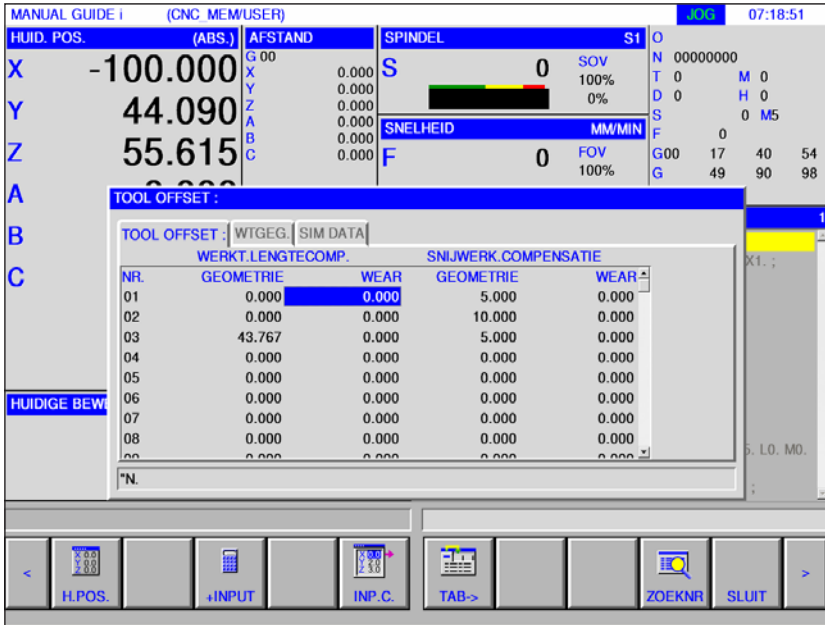 MANUAL GUIDE i (CNC_MEM/USER) JOG 07:18:51
HUID. POS. (ABS.) AFSTAND SPINDEL S1 O
G 00 N 00000000
X -100.000 X 0.000 S 0 SOV T 0 M 0
Y 0.000 100% D 0 H 0
Y 44.090 Z 0.000 0% S 0 M5
A 0.000 SNELHEID MM/MIN F 0
B 0.000
Z 55.615 C 0.000 F 0 FOV G00 17 40 54
100% G 49 90 98
A
TOOL OFFSET :
1
B TOOL OFFSET : WTGEG. SIM DATA
WERKT.LENGTECOMP. SNIJWERK.COMPENSATIE X1. ;
C NR. GEOMETRIE WEAR GEOMETRIE WEAR
01 0.000 0.000 5.000 0.000
02 0.000 0.000 10.000 0.000
03 43.767 0.000 5.000 0.000
04 0.000 0.000 0.000 0.000
05 0.000 0.000 0.000 0.000
HUIDIGE BEWE 06 0.000 0.000 0.000 0.000
07 0.000 0.000 0.000 0.000
08 0.000 0.000 0.000 0.000
L0. M0.
"N.
;
< H.POS. +INPUT INP.C. TAB-> ZOEKNR SLUIT >